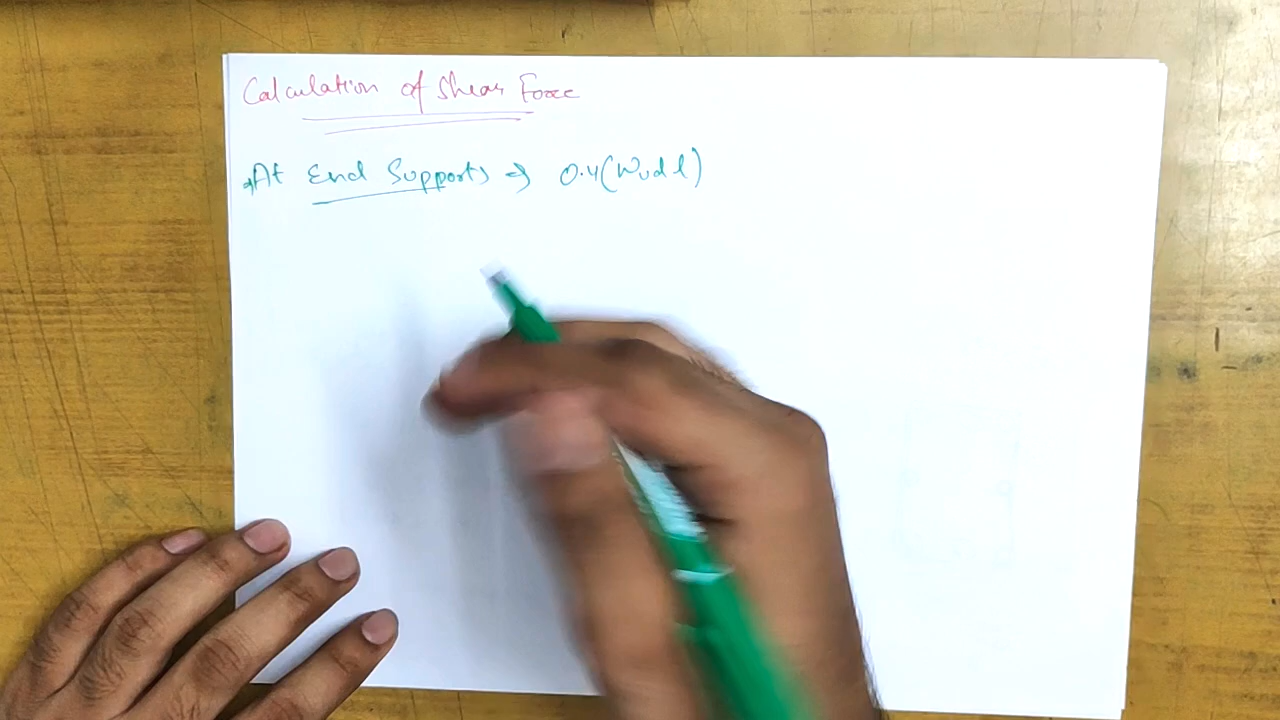 Calculation of Shear Force
→At End Supports ⇒ 0.4(Wudl)